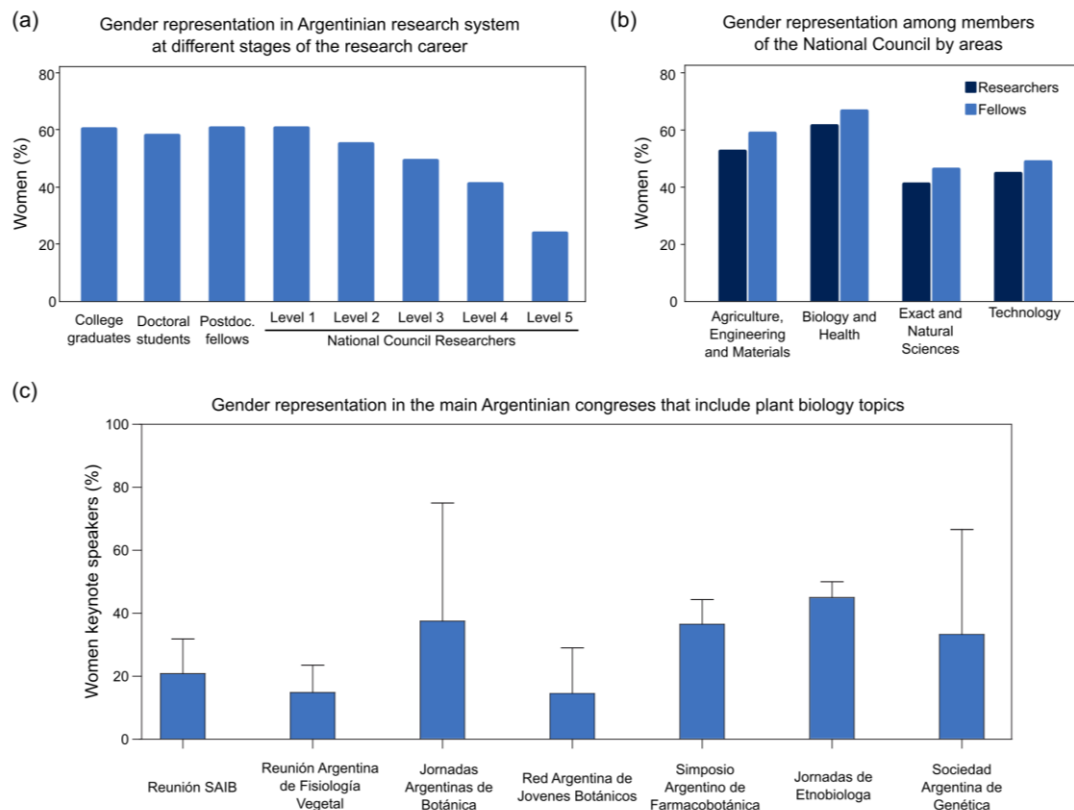 (a)
Gender representation in Argentinian research system
at different stages of the research career
Women (%)
80
60
40
20
0
College
graduates
Doctoral
students
Postdoc.
fellows
Level 1
Level 2
Level 3
Level 4
Level 5
National Council Researchers
(b)
Gender representation among members
of the National Council by areas
Women (%)
80
60
40
20
0
Researchers
Fellows
Agriculture,
Engineering
and Materials
Biology and
Health
Exact and
Natural
Sciences
Technology
(c)
Gender representation in the main Argentinian congreses that include plant biology topics
Women keynote speakers (%)
100
80
60
40
20
0
Reunión SAIB
Reunión Argentina
de Fisiología
Vegetal
Jornadas
Argentinas de
Botánica
Red Argentina de
Jovenes Botánicos
Simposio
Argentino de
Farmacobotánica
Jornadas de
Etnobiologa
Sociedad
Argentina de
Genética